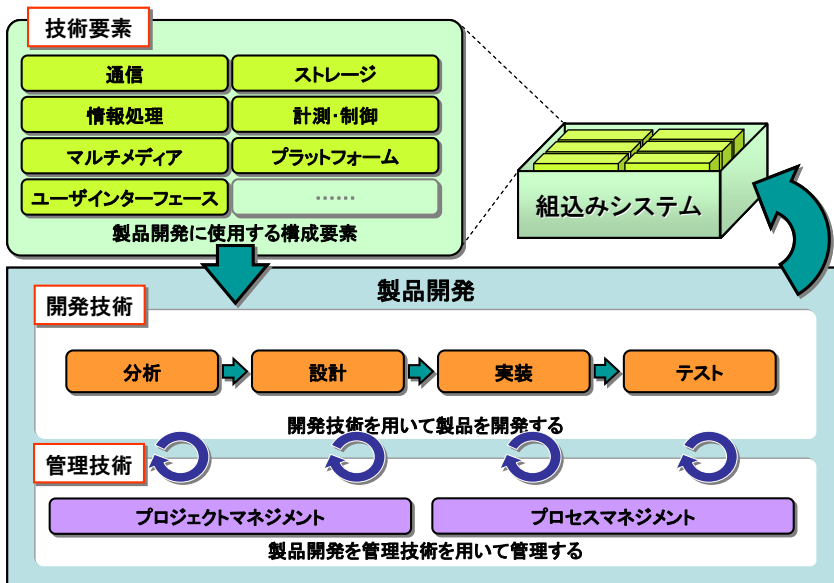 技術要素
通信
ストレージ
情報処理
計測・制御
マルチメディア
プラットフォーム
ユーザインターフェース
……
製品開発に使用する構成要素
組込みシステム
製品開発
開発技術
分析
設計
実装
テスト
開発技術を用いて製品を開発する
管理技術
プロジェクトマネジメント
プロセスマネジメント
製品開発を管理技術を用いて管理する